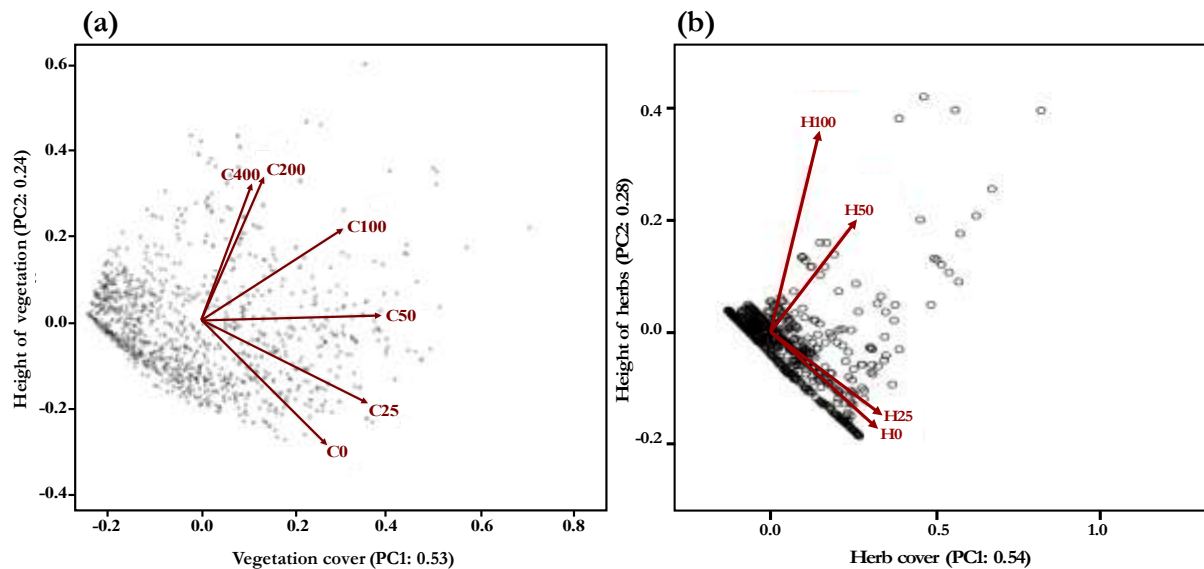 (a)
0.6
0.4
0.2
0.0
-0.2
-0.4
Height of vegetation (PC2: 0.24)
C400
C200
C100
C50
C25
C0
-0.2
0.0
0.2
0.4
0.6
0.8
Vegetation cover (PC1: 0.53)
(b)
0.4
0.2
0.0
-0.2
Height of herbs (PC2: 0.28)
H100
H50
H25
H0
0.0
0.5
1.0
Herb cover (PC1: 0.54)